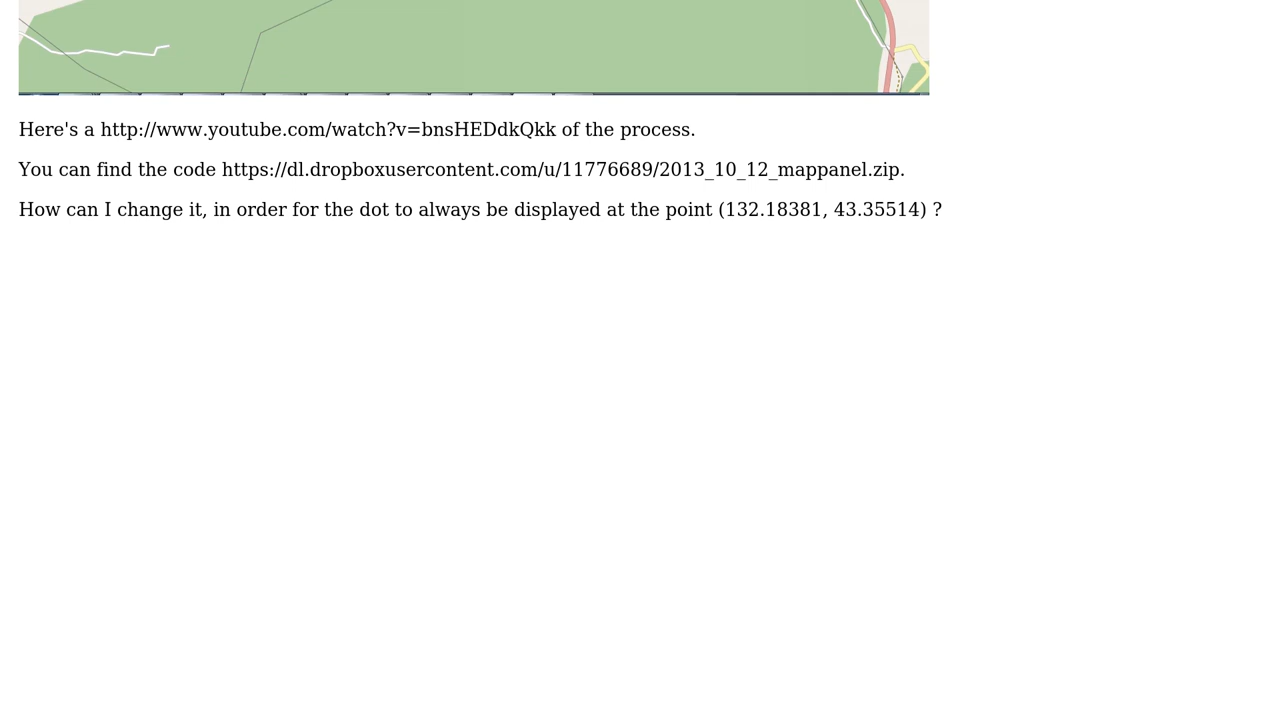 Here's a http://www.youtube.com/watch?v=bnsHEDdkQkk of the process.
You can find the code https://dl.dropboxusercontent.com/u/11776689/2013_10_12_mappanel.zip.
How can I change it, in order for the dot to always be displayed at the point (132.18381, 43.35514) ?